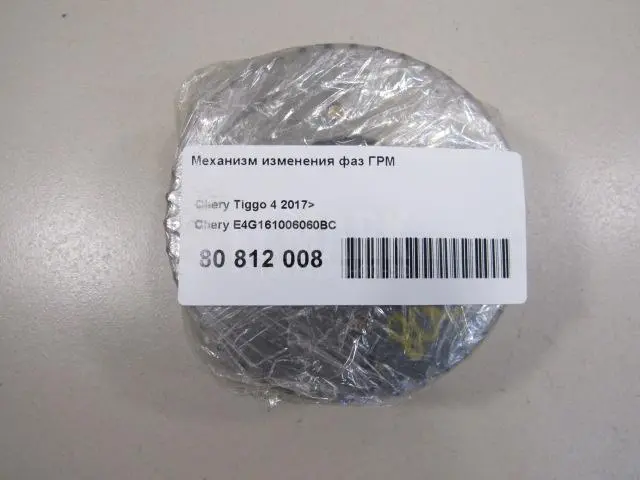 Механизм изменения фаз ГРМ
Chery Tiggo 4 2017>
Chery E4G161006060BC
80 812 008